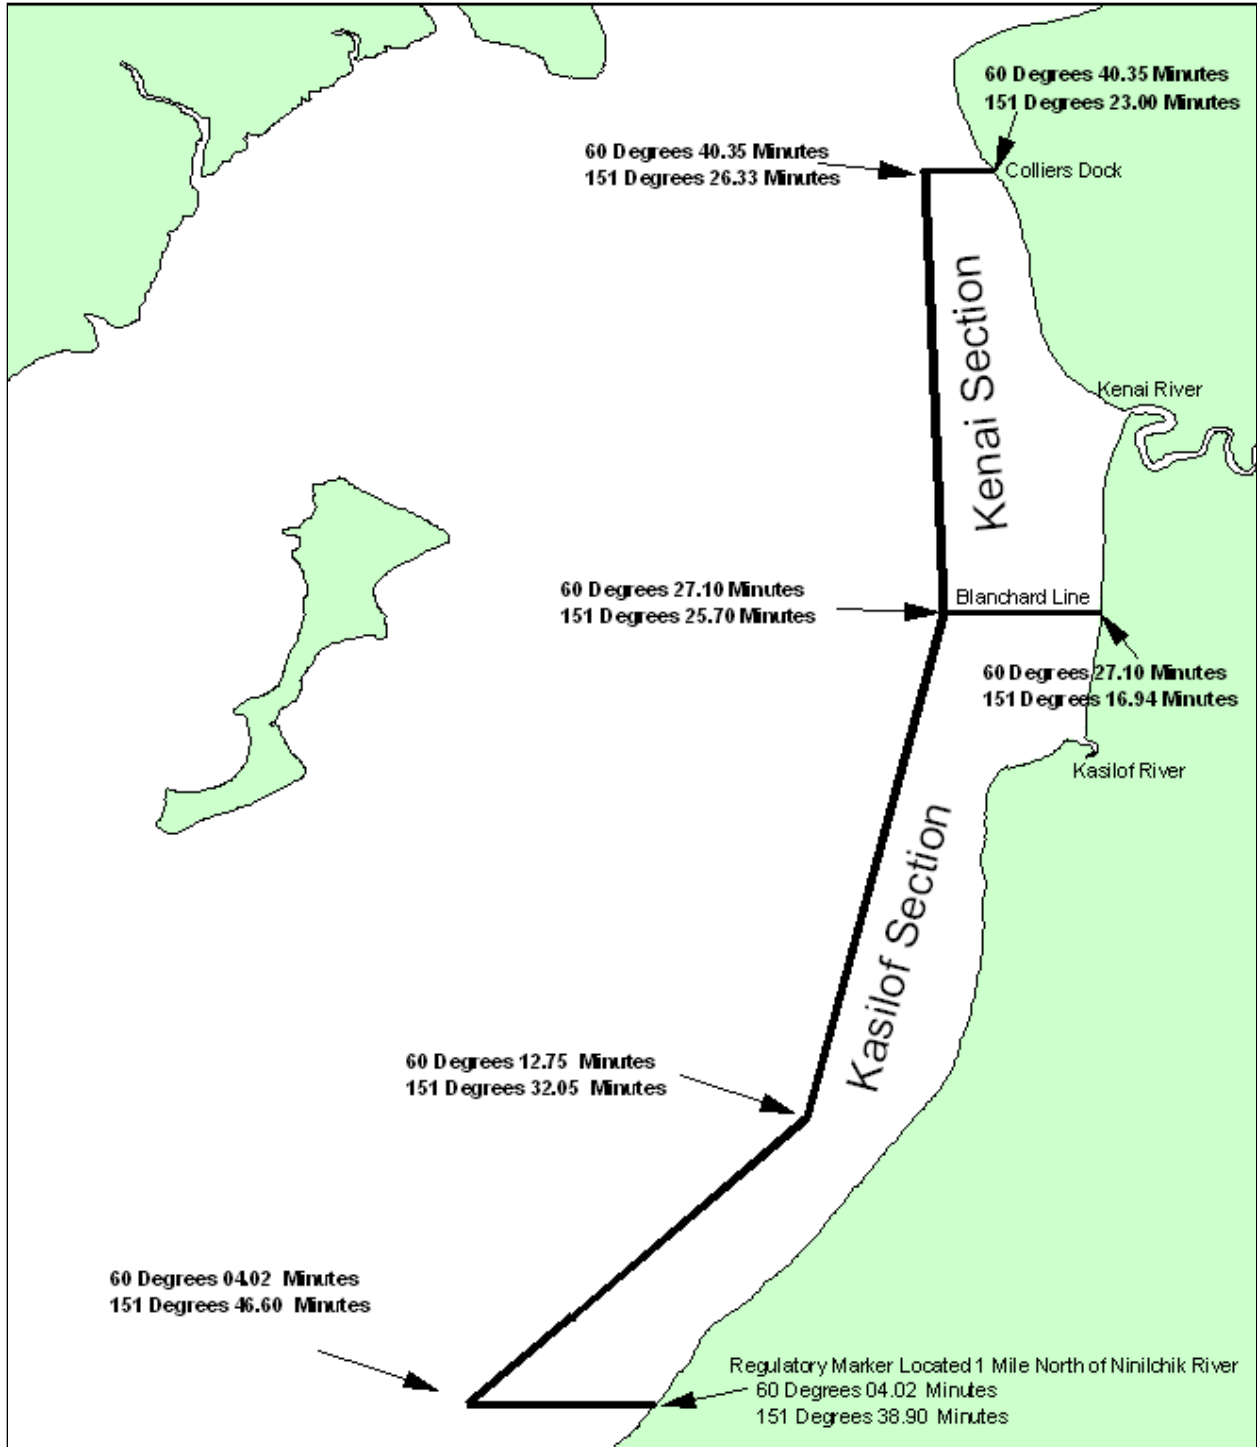 60 Degrees 40.35 Minutes
151 Degrees 23.00 Minutes
60 Degrees 40.35 Minutes
151 Degrees 26.33 Minutes
Colliers Dock
Kenai Section
Kenai River
60 Degrees 27.10 Minutes
151 Degrees 25.70 Minutes
Blanchard Line
60 Degrees 27.10 Minutes
151 Degrees 16.94 Minutes
Kasilof River
Kasilof Section
60 Degrees 12.75 Minutes
151 Degrees 32.05 Minutes
60 Degrees 04.02 Minutes
151 Degrees 46.60 Minutes
Regulatory Marker Located 1 Mile North of Ninilchik River
60 Degrees 04.02 Minutes
151 Degrees 38.90 Minutes